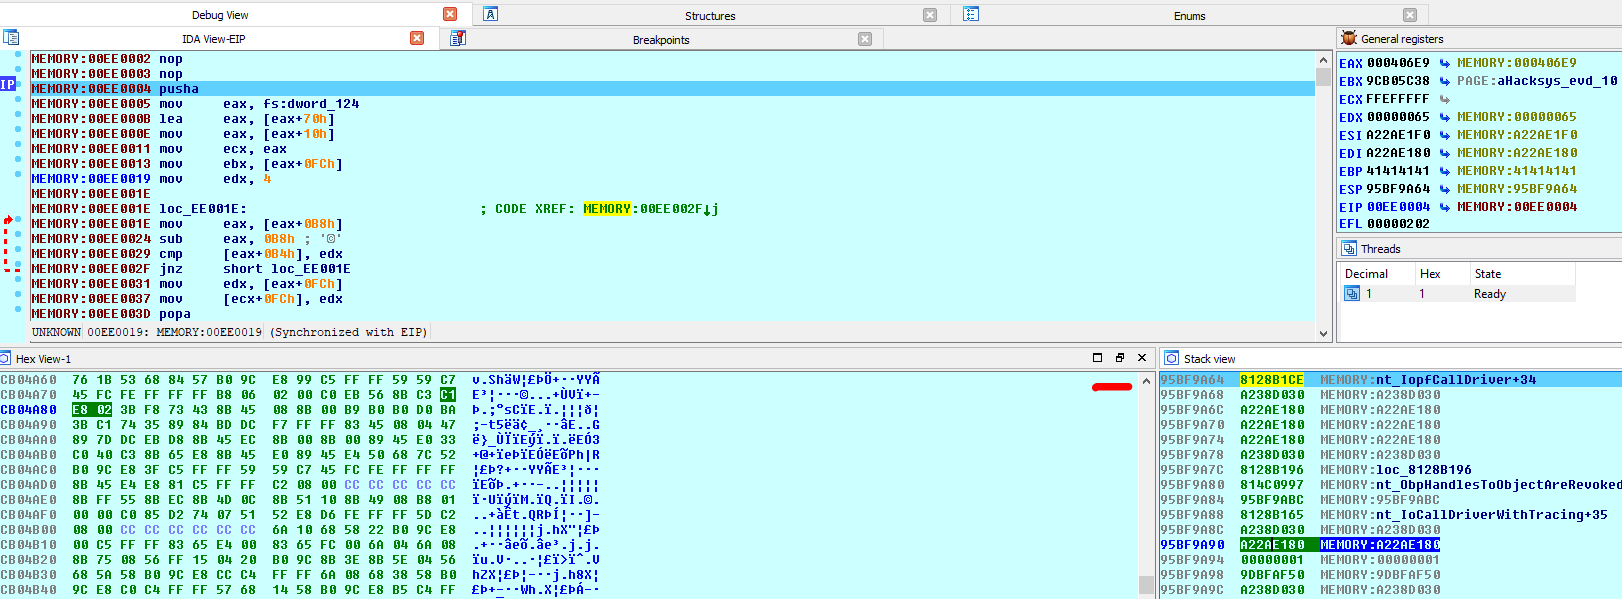 Debug View
Structures
Enums
IDA View-EIP
Breakpoints
General registers
IP
MEMORY:00EE0002 nop
MEMORY:00EE0003 nop
MEMORY:00EE0004 pusha
MEMORY:00EE0005 mov eax, fs:dword_124
MEMORY:00EE000B lea eax, [eax+70h]
MEMORY:00EE000E mov eax, [eax+10h]
MEMORY:00EE0011 mov ecx, eax
MEMORY:00EE0013 mov ebx, [eax+0FCh]
MEMORY:00EE0019 mov edx, 4
MEMORY:00EE001E
MEMORY:00EE001E loc_EE001E: ; CODE XREF: MEMORY:00EE002F↓j
MEMORY:00EE001E mov eax, [eax+0B8h]
MEMORY:00EE0024 sub eax, 0B8h ; '©'
MEMORY:00EE0029 cmp [eax+0B4h], edx
MEMORY:00EE002F jnz short loc_EE001E
MEMORY:00EE0031 mov edx, [eax+0FCh]
MEMORY:00EE0037 mov [ecx+0FCh], edx
MEMORY:00EE003D popa
UNKNOWN 00EE0019: MEMORY:00EE0019 (Synchronized with EIP)
EAX 000406E9 MEMORY:000406E9
EBX 9CB05C38 PAGE:aHacksys_evd_10
ECX FFEFFFFF
EDX 00000065 MEMORY:00000065
ESI A22AE1F0 MEMORY:A22AE1F0
EDI A22AE180 MEMORY:A22AE180
EBP 41414141 MEMORY:41414141
ESP 95BF9A64 MEMORY:95BF9A64
EIP 00EE0004 MEMORY:00EE0004
EFL 00000202
Threads
Decimal Hex State
1 1 Ready
Hex View-1
CB04A60 76 1B 53 68 84 57 B0 9C E8 99 C5 FF FF 59 59 C7
CB04A70 45 FC FE FF FF FF B8 06 02 00 C0 EB 56 8B C3 C1
CB04A80 E8 02 3B F8 73 43 8B 45 08 8B 00 B9 B0 B0 D0 BA
CB04A90 3B C1 74 35 89 84 BD DC F7 FF FF 83 45 08 04 47
CB04AA0 89 7D DC EB D8 8B 45 EC 8B 00 8B 00 89 45 E0 33
CB04AB0 C0 40 C3 8B 65 E8 8B 45 E0 89 45 E4 50 68 7C 52
CB04AC0 B0 9C E8 3F C5 FF FF 59 59 C7 45 FC FE FF FF FF
CB04AD0 8B 45 E4 E8 81 C5 FF FF C2 08 00 CC CC CC CC CC
CB04AE0 8B FF 55 8B EC 8B 4D 0C 8B 51 10 8B 49 08 B8 01
CB04AF0 00 00 C0 85 D2 74 07 51 52 E8 D6 FE FF FF 5D C2
CB04B00 08 00 CC CC CC CC CC CC 6A 10 68 58 22 B0 9C E8
CB04B10 00 C5 FF FF 83 65 E4 00 83 65 FC 00 6A 04 6A 08
CB04B20 8B 75 08 56 FF 15 04 20 B0 9C 8B 3E 8B 5E 04 56
CB04B30 68 5A 58 B0 9C E8 CC C4 FF FF 6A 08 68 38 58 B0
CB04B40 9C E8 C0 C4 FF FF 57 68 14 58 B0 9C E8 B5 C4 FF
Stack view
95BF9A64 8128B1CE MEMORY:nt_IopfCallDriver+34
95BF9A68 A238D030 MEMORY:A238D030
95BF9A6C A22AE180 MEMORY:A22AE180
95BF9A70 A22AE180 MEMORY:A22AE180
95BF9A74 A22AE180 MEMORY:A22AE180
95BF9A78 A238D030 MEMORY:A238D030
95BF9A7C 8128B196 MEMORY:loc_8128B196
95BF9A80 814C0997 MEMORY:nt_ObpHandlesToObjectAreRevoked
95BF9A84 95BF9ABC MEMORY:95BF9ABC
95BF9A88 8128B165 MEMORY:nt_IoCallDriverWithTracing+35
95BF9A8C A238D030 MEMORY:A238D030
95BF9A90 A22AE180 MEMORY:A22AE180
95BF9A94 00000001 MEMORY:00000001
95BF9A98 9DBFAF50 MEMORY:9DBFAF50
95BF9A9C A238D030 MEMORY:A238D030